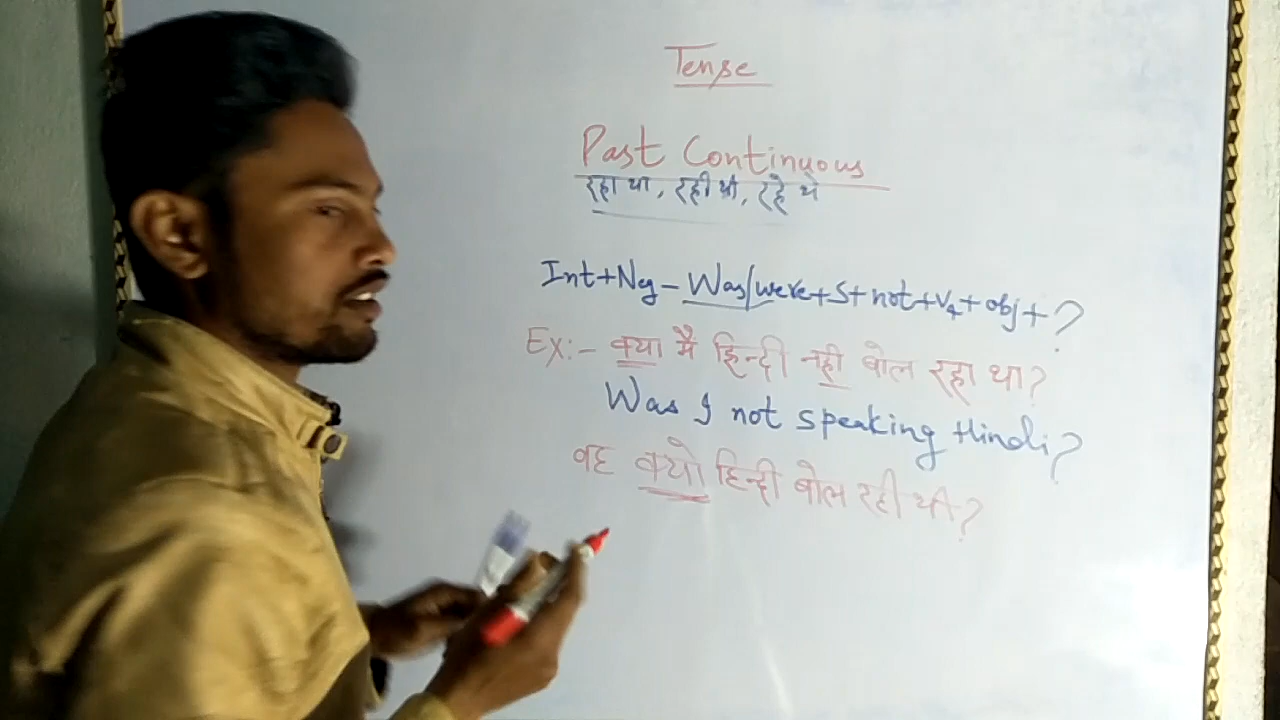 Tense
Past Continuous
रहा था, रही थी, रहे थे
Int+Neg - Was/were+S+not+V4+obj+?
Ex:- क्या मै हिन्दी नही बोल रहा था?
Was I not speaking Hindi?
वह क्यो हिन्दी बोल रही थी?